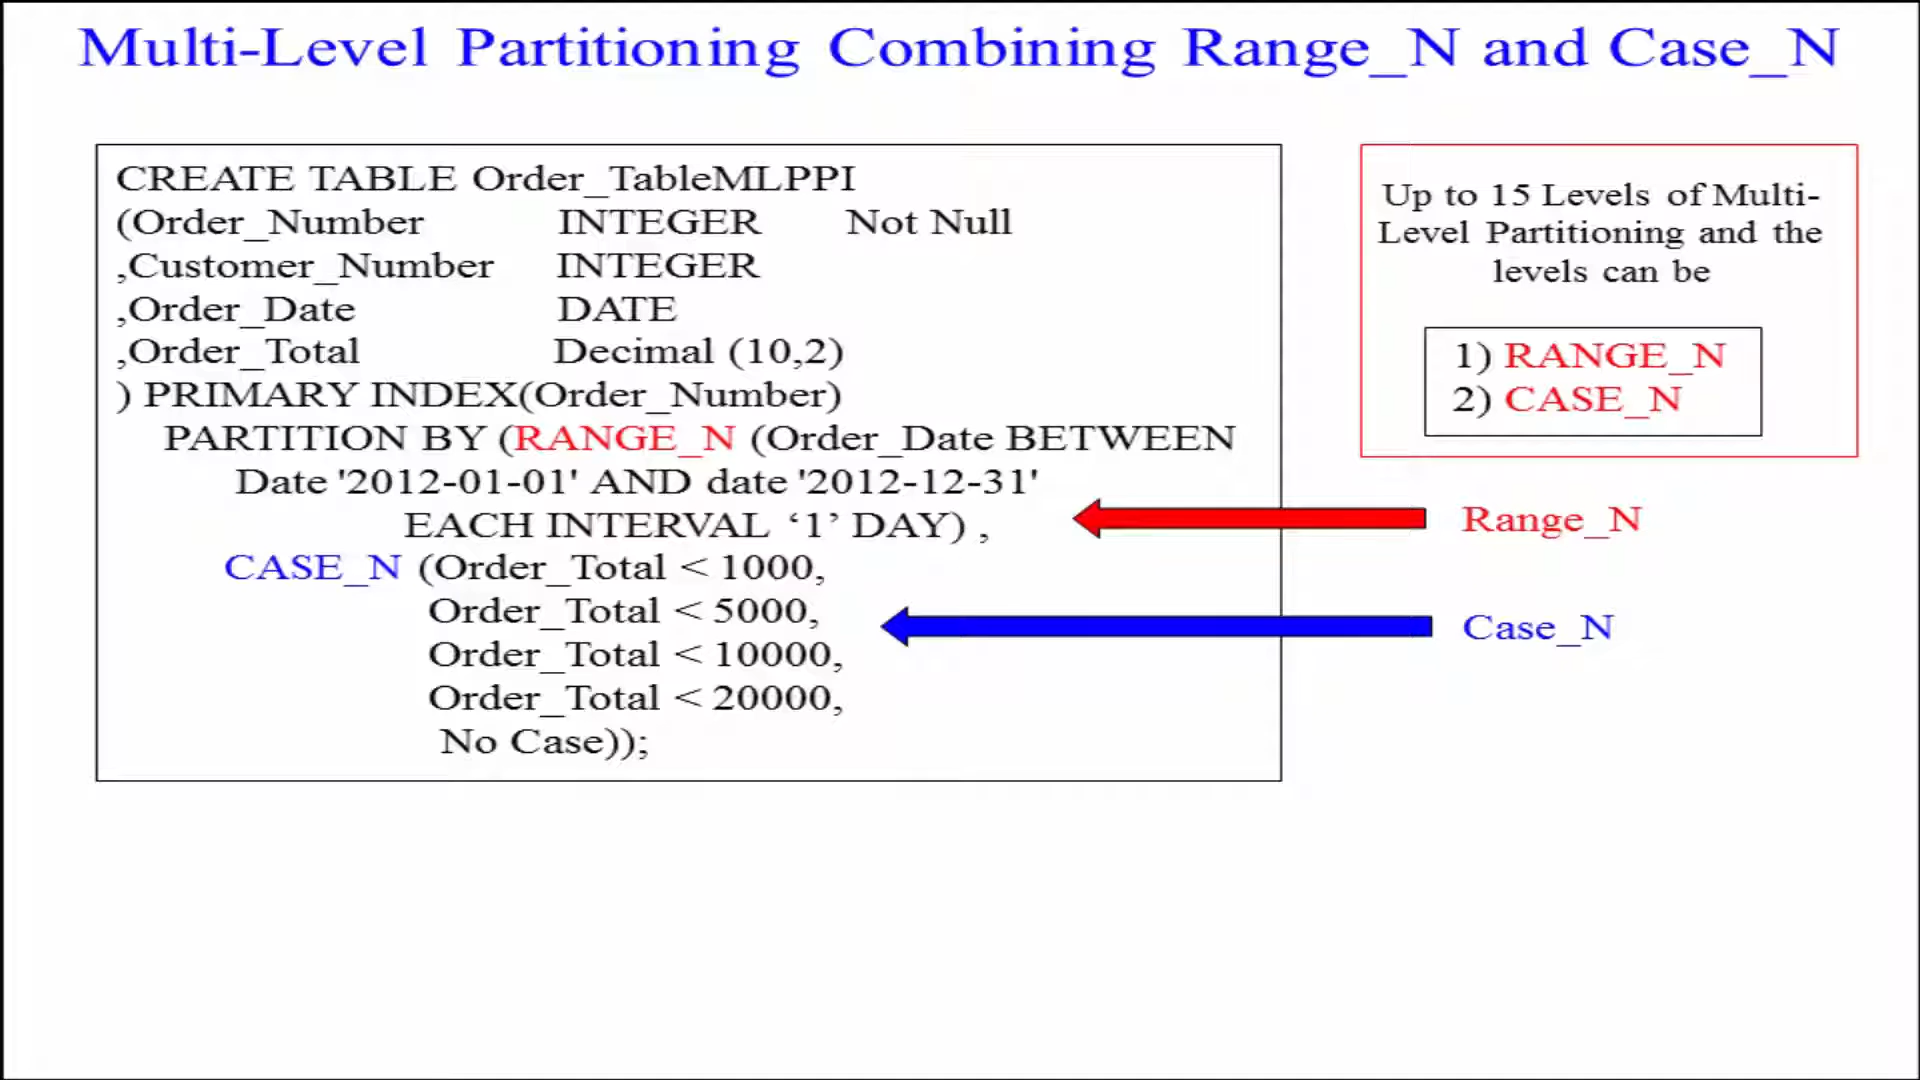 Multi-Level Partitioning Combining Range_N and Case_N
CREATE TABLE Order_TableMLPPI
(Order_Number INTEGER Not Null
,Customer_Number INTEGER
,Order_Date DATE
,Order_Total Decimal (10,2)
) PRIMARY INDEX(Order_Number)
PARTITION BY (RANGE_N (Order_Date BETWEEN
Date '2012-01-01' AND date '2012-12-31'
EACH INTERVAL ‘1’ DAY) ,
CASE_N (Order_Total < 1000,
Order_Total < 5000,
Order_Total < 10000,
Order_Total < 20000,
No Case));
Up to 15 Levels of Multi-
Level Partitioning and the
levels can be
1) RANGE_N
2) CASE_N
Range_N
Case_N